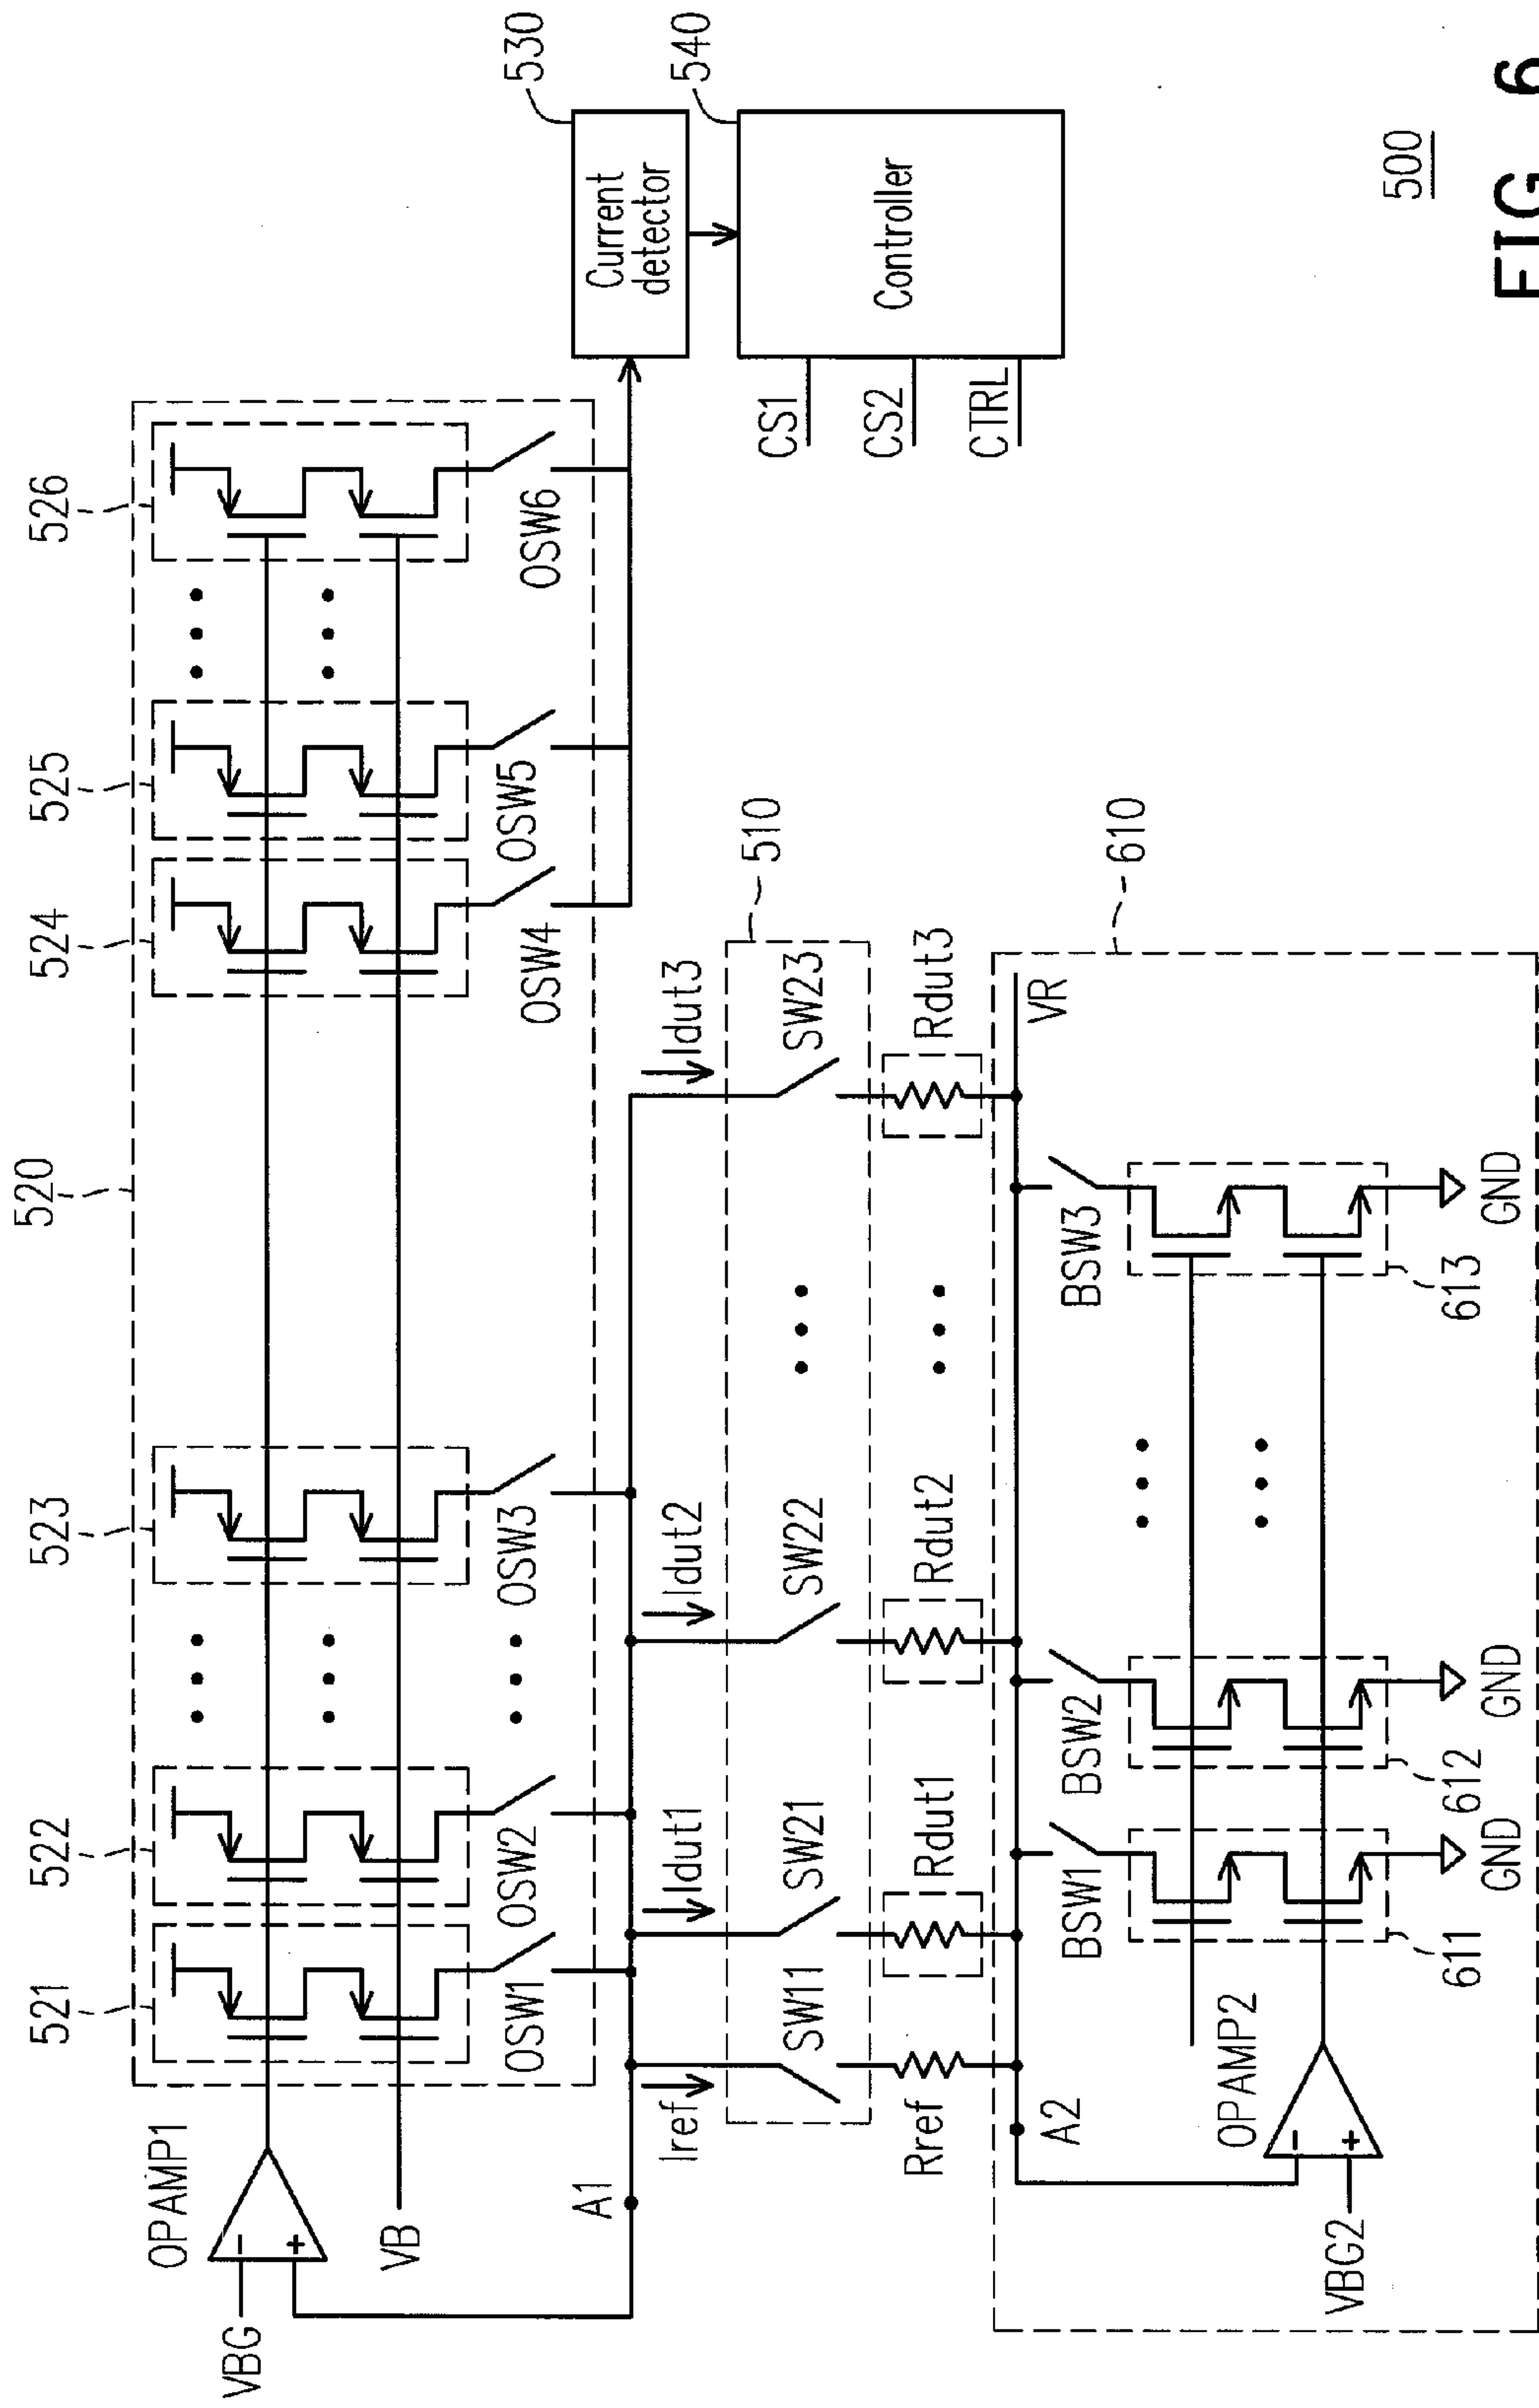 520
521
522
523
524
525
526
OPAMP1
VBG
VB
OSW1
OSW2
OSW3
OSW4
OSW5
OSW6
530
Current
detector
540
Controller
CS1
CS2
CTRL
A1
Iref
Idut1
Idut2
Idut3
510
SW11
SW21
SW22
SW23
Rref
Rdut1
Rdut2
Rdut3
610
VR
A2
OPAMP2
VBG2
- +
- +
BSW1
BSW2
BSW3
611
612
613
GND
GND
GND
500
FIG. 6